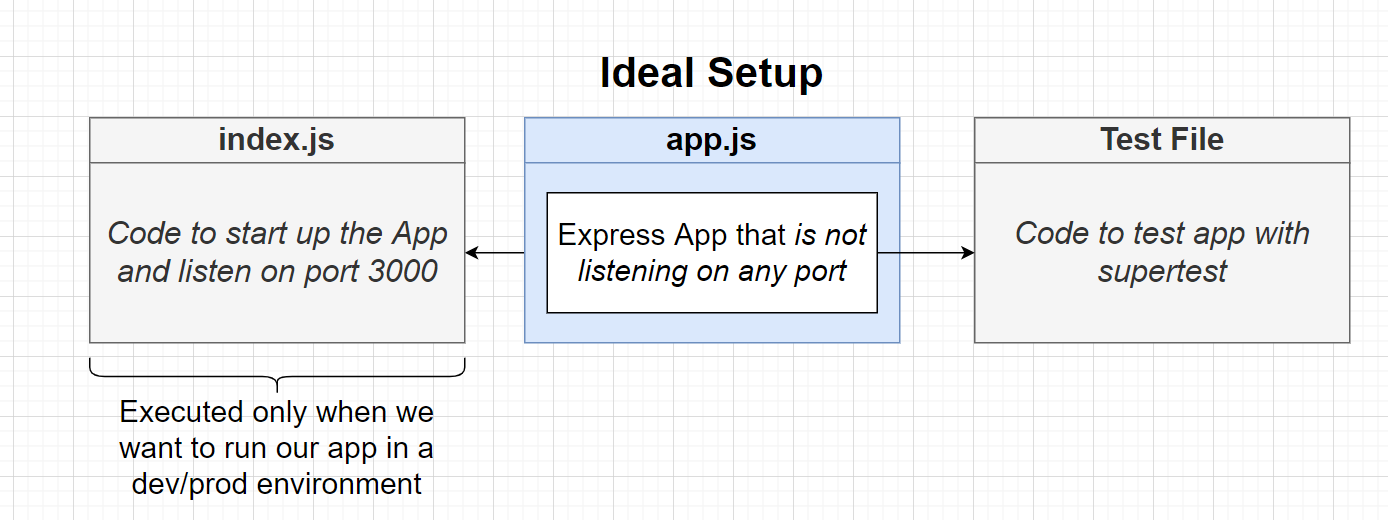 Ideal Setup
index.js
Code to start up the App
and listen on port 3000
Executed only when we
want to run our app in a
dev/prod environment
app.js
Express App that is not
listening on any port
Test File
Code to test app with
supertest